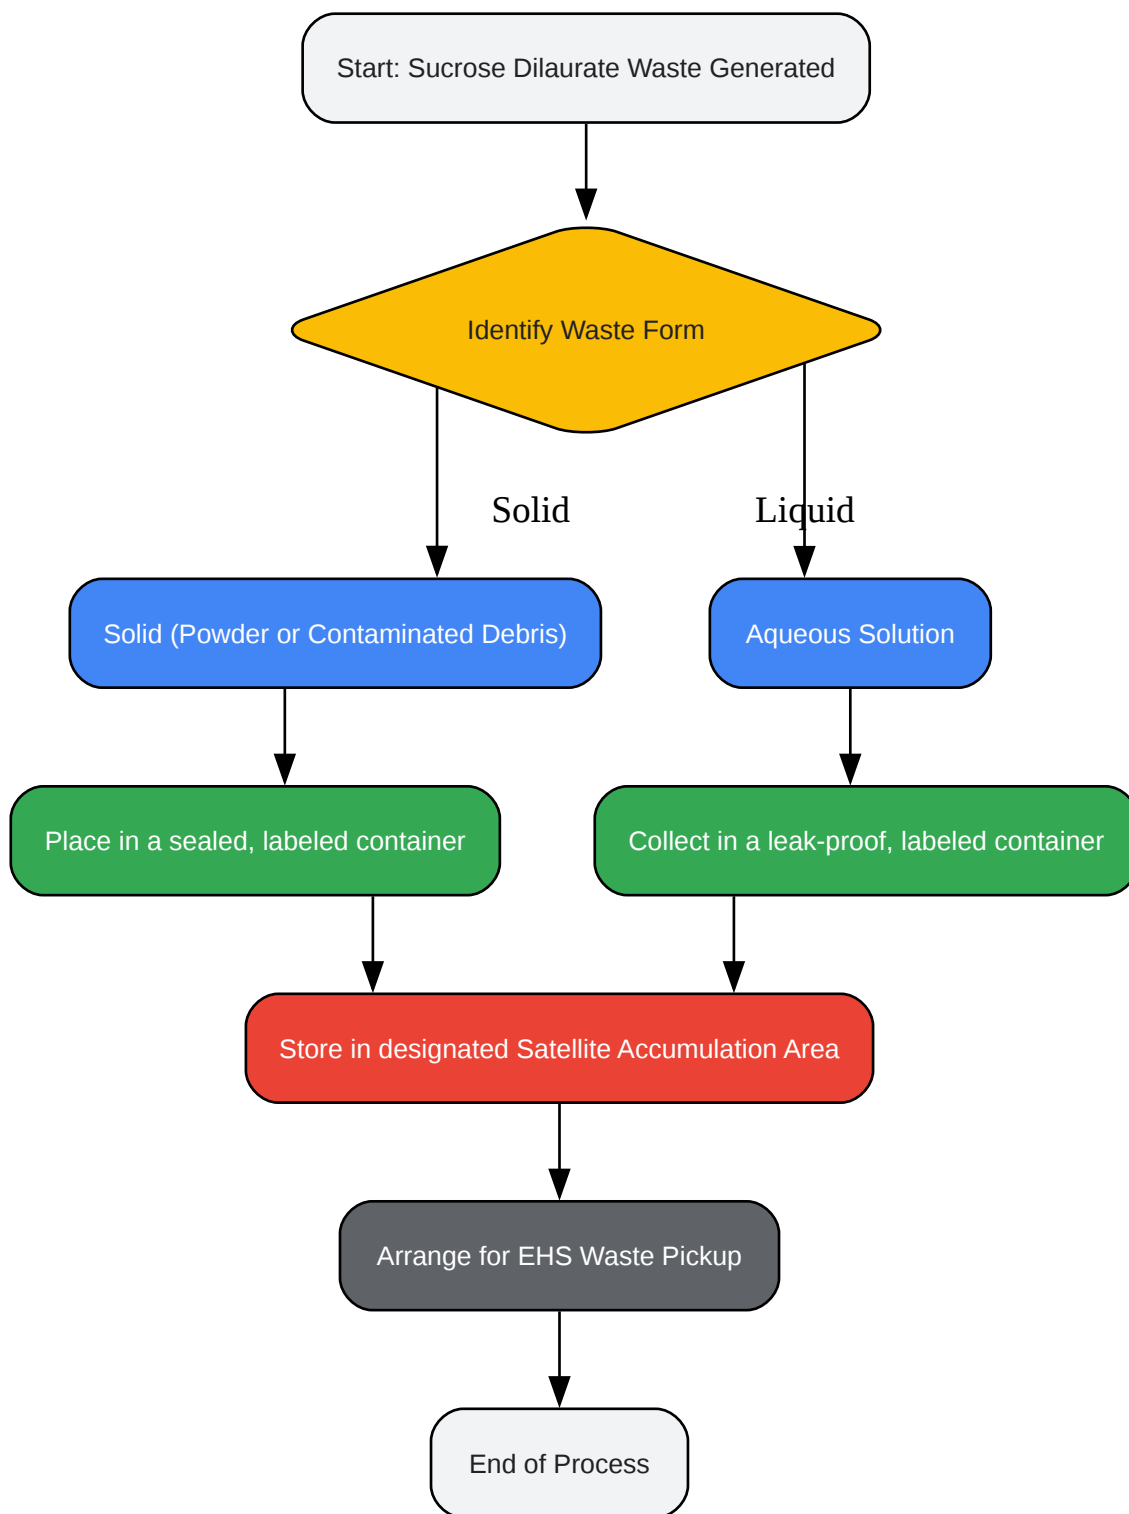 Start: Sucrose Dilaurate Waste Generated
Identify Waste Form
Solid
Liquid
Solid (Powder or Contaminated Debris)
Aqueous Solution
Place in a sealed, labeled container
Collect in a leak-proof, labeled container
Store in designated Satellite Accumulation Area
Arrange for EHS Waste Pickup
End of Process